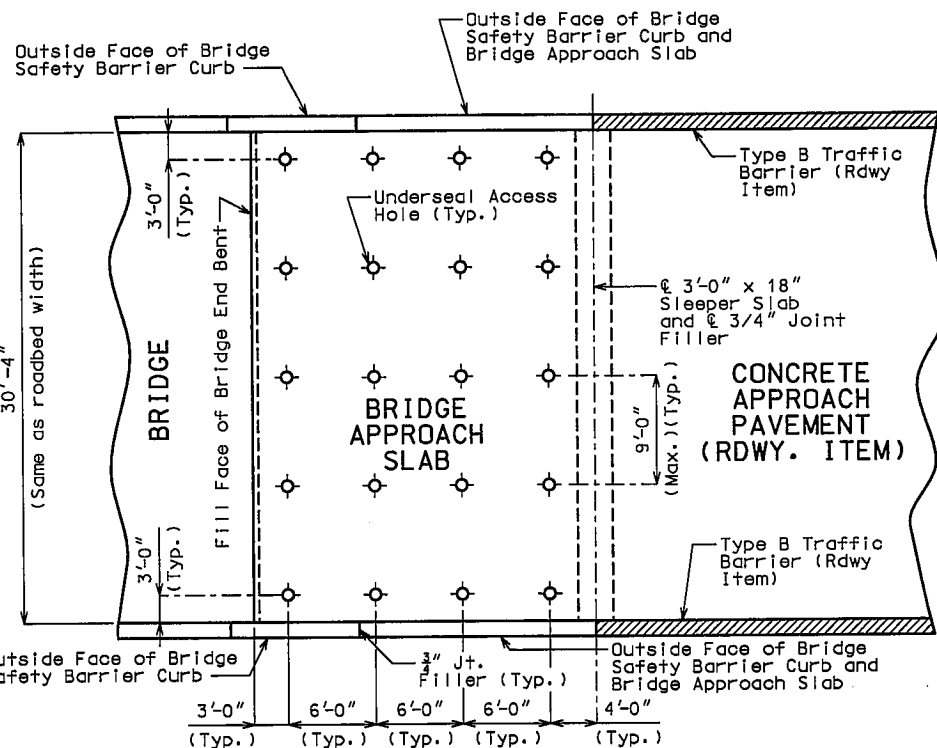 Outside Face of Bridge
Safety Barrier Curb
Outside Face of Bridge
Safety Barrier Curb and
Bridge Approach Slab
3'-0"
(Typ.)
Underseal Access
Hole (Typ.)
Type B Traffic
Barrier (Rdwy
Item)
30'-4"
(Same as roadbed width)
BRIDGE
Fill Face of Bridge End Bent
BRIDGE
APPROACH
SLAB
℄ 3'-0" x 18"
Sleeper Slab
and ℄ 3/4" Joint
Filler
9'-0"
(Max.)(Typ.)
CONCRETE
APPROACH
PAVEMENT
(RDWY. ITEM)
3'-0"
(Typ.)
Type B Traffic
Barrier (Rdwy
Item)
utside Face of Bridge
afety Barrier Curb
3/4" Jt.
Filler (Typ.)
Outside Face of Bridge
Safety Barrier Curb and
Bridge Approach Slab
3'-0" 6'-0" 6'-0" 6'-0" 4'-0"
(Typ.) (Typ.) (Typ.) (Typ.) (Typ.)